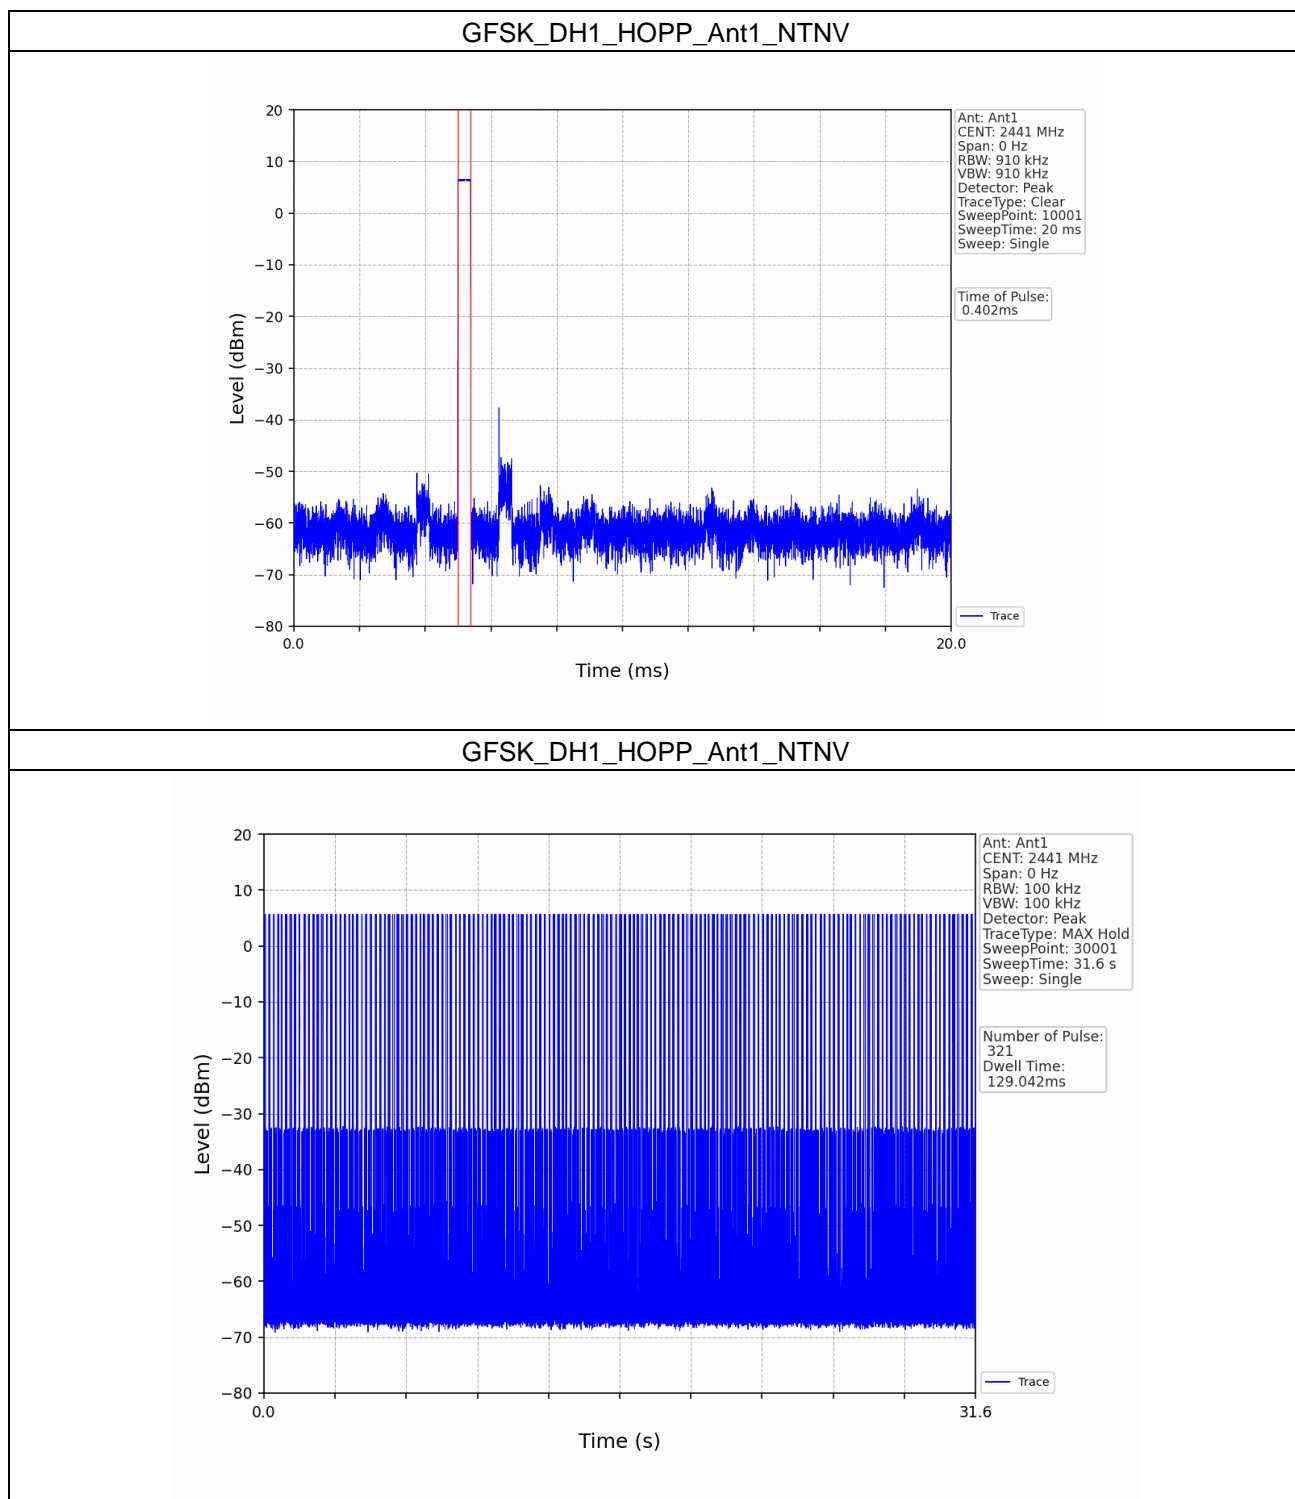 GFSK_DH1_HOPP_Ant1_NTNV
20
10
0
−10
−20
−30
−40
−50
−60
−70
−80
Level (dBm)
0.0
20.0
Time (ms)
Ant: Ant1
CENT: 2441 MHz
Span: 0 Hz
RBW: 910 kHz
VBW: 910 kHz
Detector: Peak
TraceType: Clear
SweepPoint: 10001
SweepTime: 20 ms
Sweep: Single
Time of Pulse:
0.402ms
Trace
GFSK_DH1_HOPP_Ant1_NTNV
20
10
0
−10
−20
−30
−40
−50
−60
−70
−80
Level (dBm)
0.0
31.6
Time (s)
Ant: Ant1
CENT: 2441 MHz
Span: 0 Hz
RBW: 100 kHz
VBW: 100 kHz
Detector: Peak
TraceType: MAX Hold
SweepPoint: 30001
SweepTime: 31.6 s
Sweep: Single
Number of Pulse:
321
Dwell Time:
129.042ms
Trace